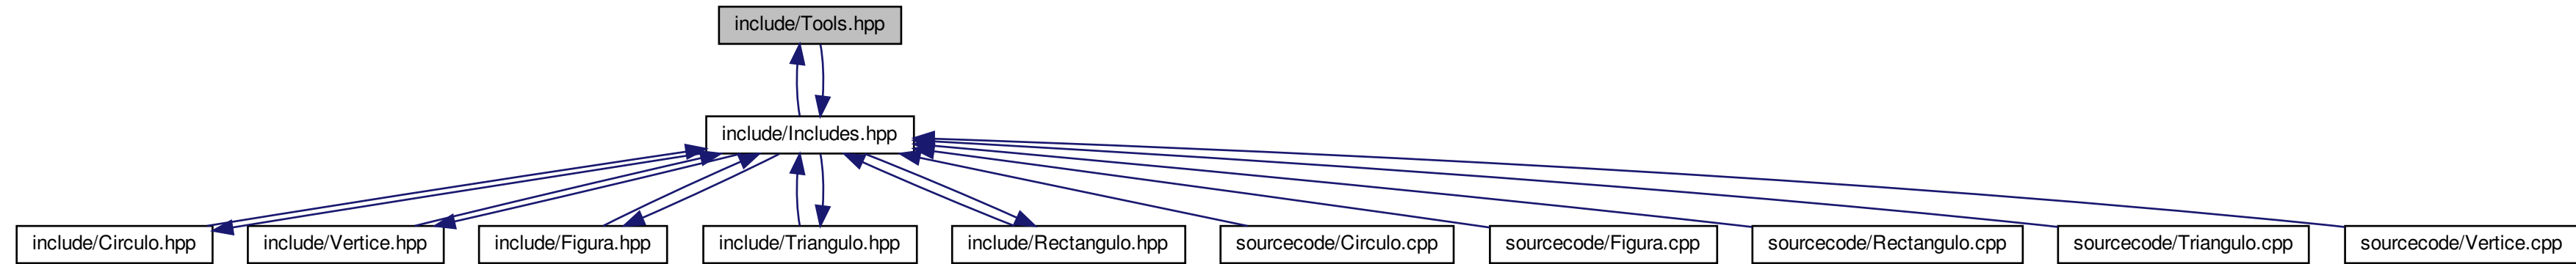 include/Tools.hpp
include/Includes.hpp
include/Circulo.hpp
include/Vertice.hpp
include/Figura.hpp
include/Triangulo.hpp
include/Rectangulo.hpp
sourcecode/Circulo.cpp
sourcecode/Figura.cpp
sourcecode/Rectangulo.cpp
sourcecode/Triangulo.cpp
sourcecode/Vertice.cpp